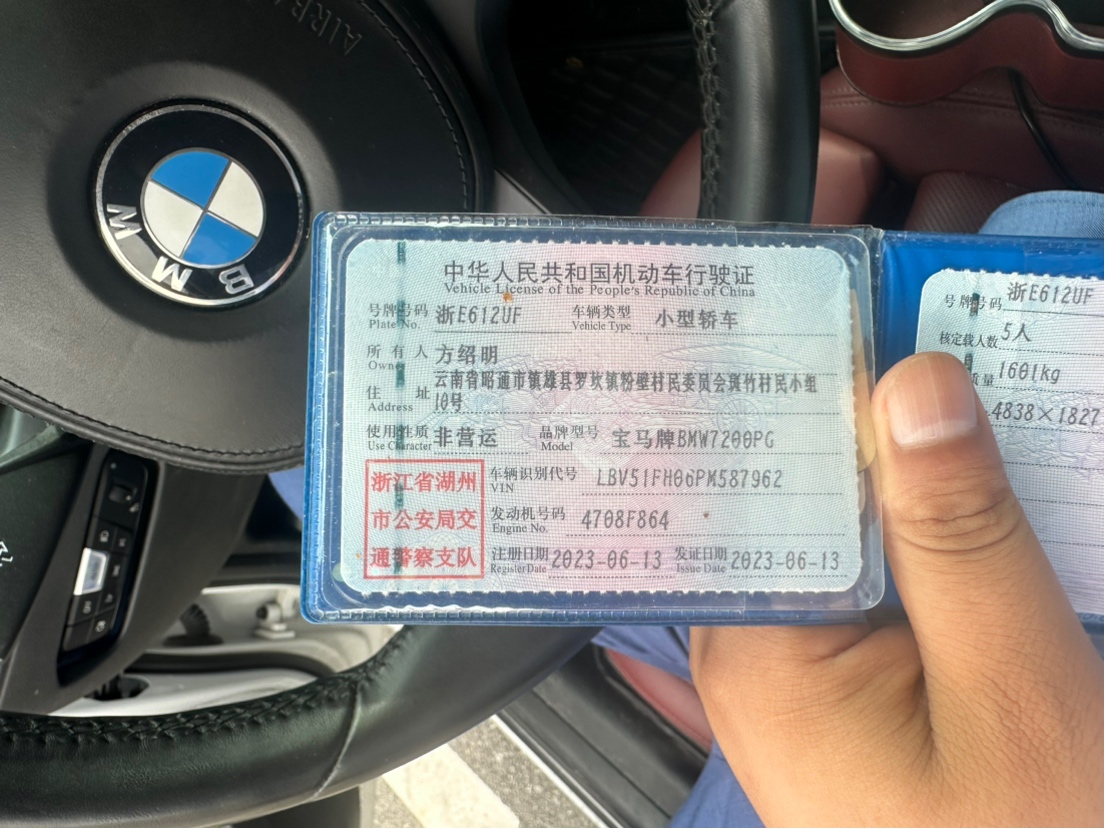 AIRBAG
BMW
中华人民共和国机动车行驶证
Vehicle License of the People's Republic of China
号牌号码 浙E612UF 车辆类型 小型轿车
Plate No. Vehicle Type
所有人 方绍明
Owner
住址 云南省昭通市镇雄县罗坎镇粉壁村民委员会斑竹村民小组
Address 10号
使用性质 非营运 品牌型号 宝马牌BMW7200PG
Use Character Model
浙江省湖州
市公安局交
通警察支队
车辆识别代号 LBV51FH06PM587962
VIN
发动机号码 4708F864
Engine No.
注册日期 2023-06-13 发证日期 2023-06-13
Register Date Issue Date
号牌号码 浙E612UF
核定载人数 5人
质量 1601kg
4838×1827